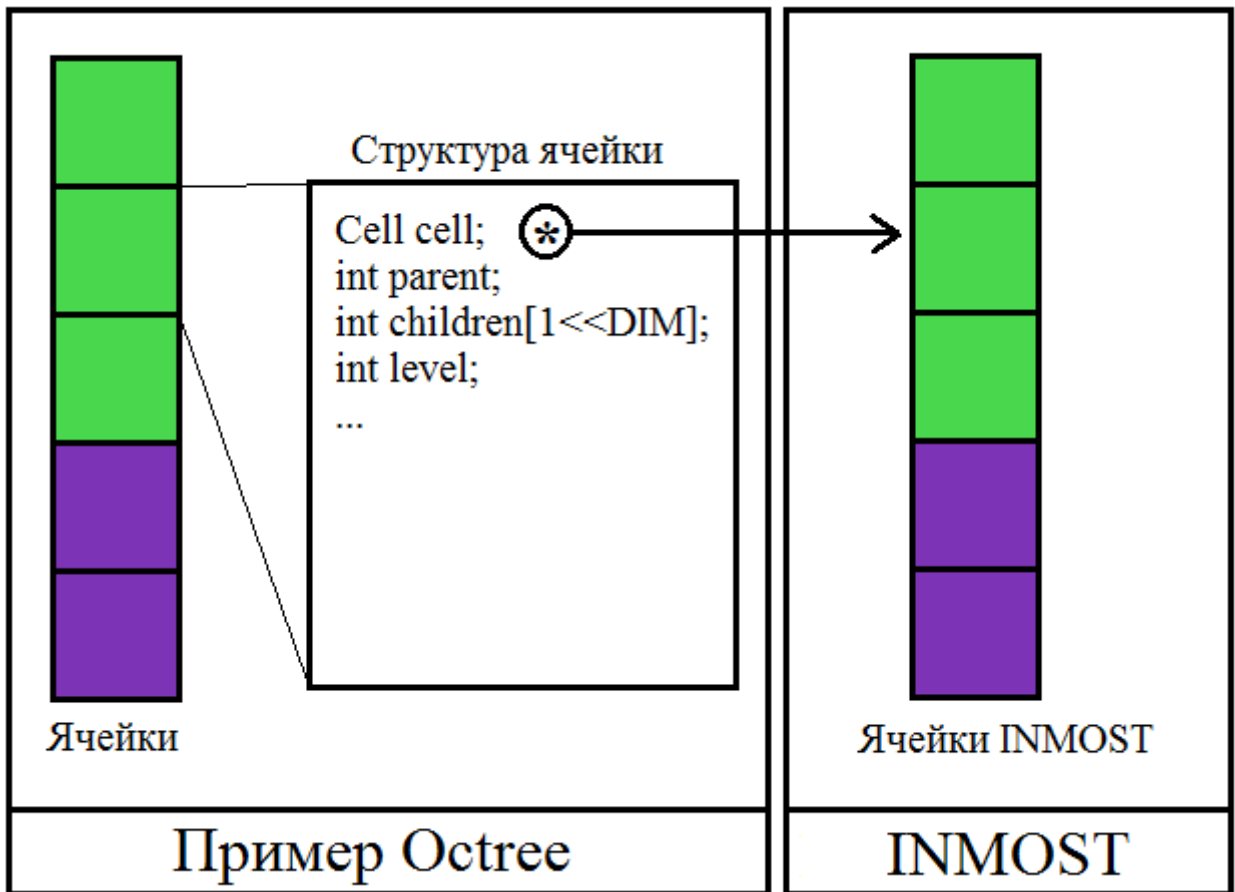 Структура ячейки
Cell cell; *
int parent;
int children[1<<DIM];
int level;
...
Ячейки
Ячейки INMOST
Пример Octree
INMOST